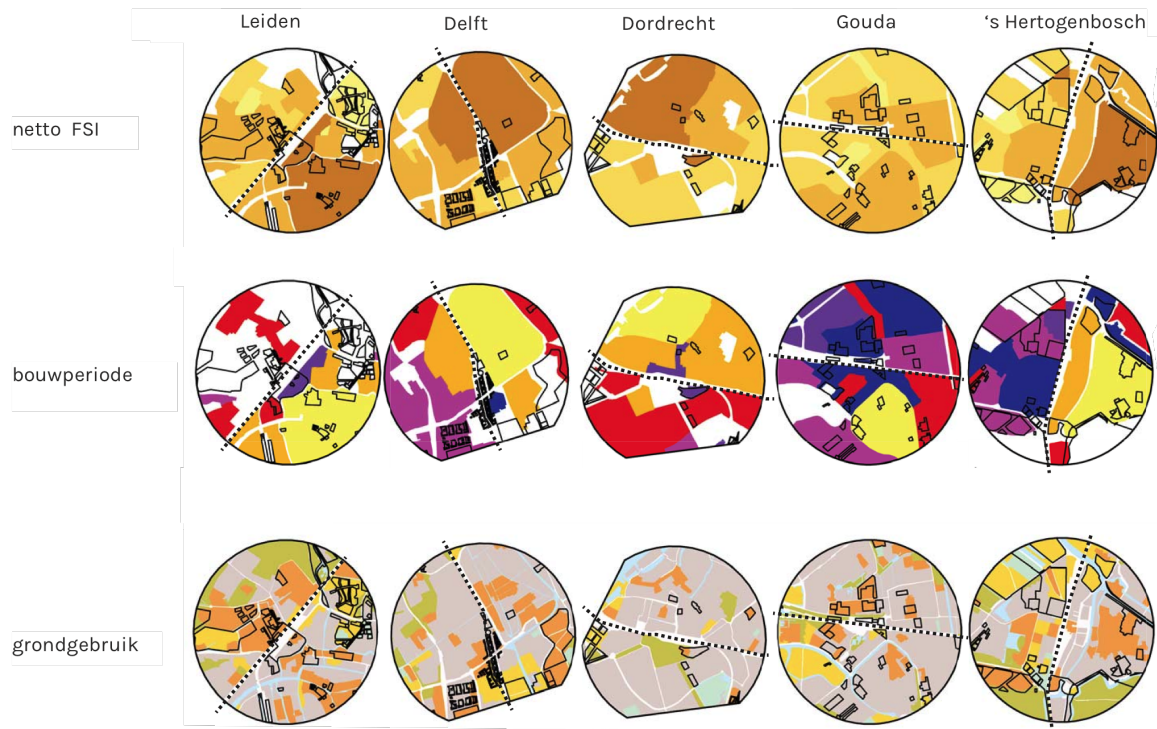 Leiden
Delft
Dordrecht
Gouda
‘s Hertogenbosch
netto FSI
bouwperiode
grondgebruik